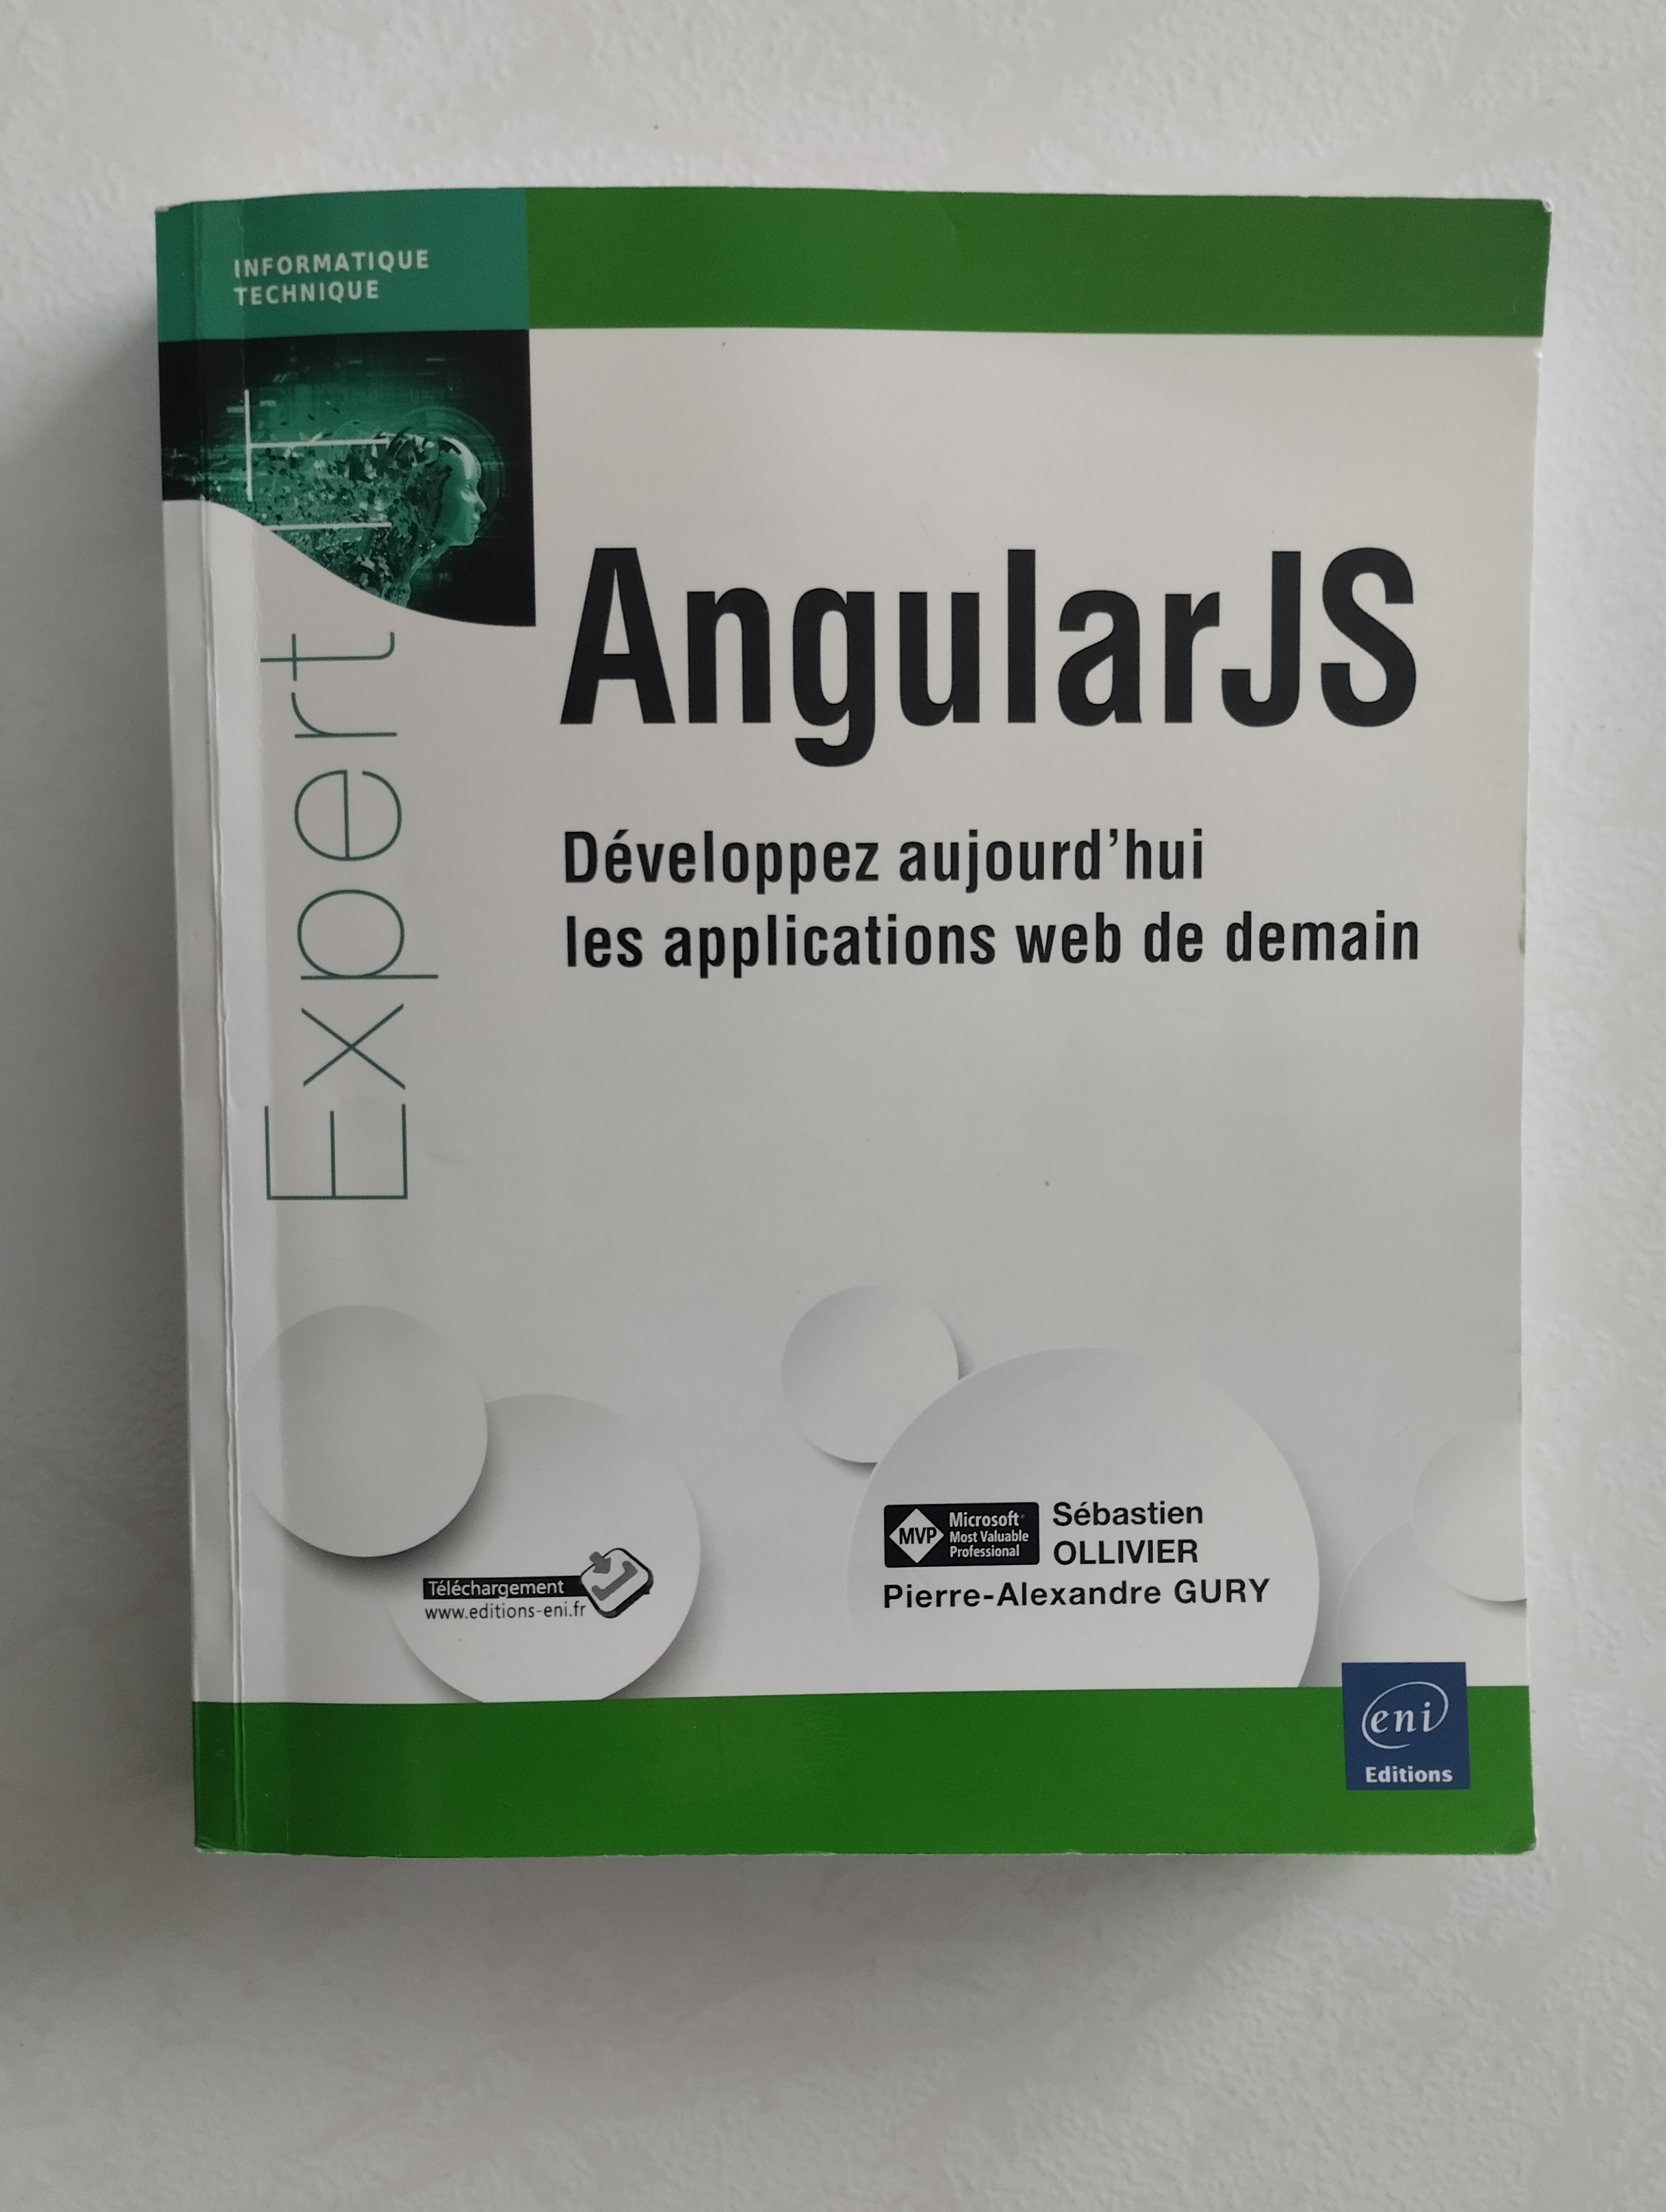 INFORMATIQUE
TECHNIQUE
Expert IT
AngularJS
Développez aujourd'hui
les applications web de demain
MVP
Microsoft
Most Valuable
Professional
Sébastien
OLLIVIER
Pierre-Alexandre GURY
Téléchargement
www.editions-eni.fr
eni
Editions